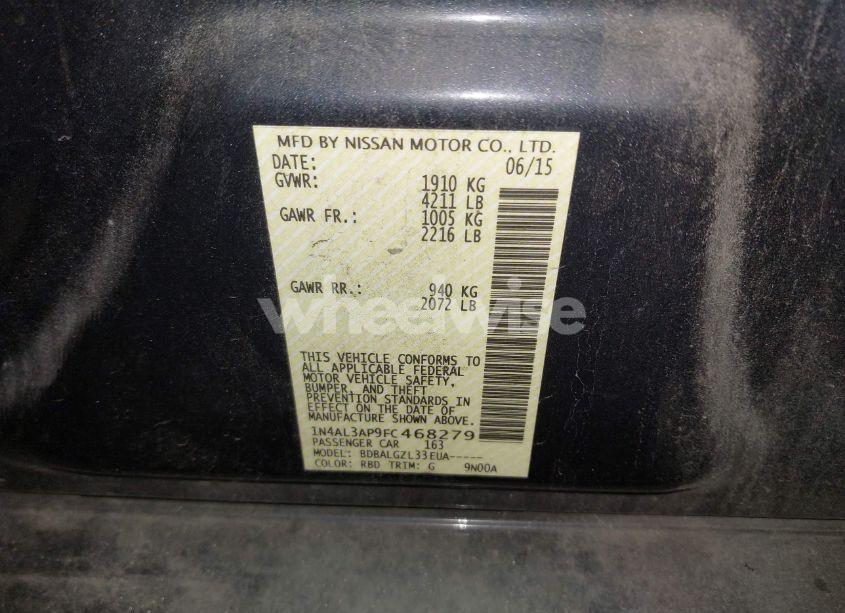 MFD BY NISSAN MOTOR CO., LTD.
DATE: 06/15
GVWR: 1910 KG
4211 LB
GAWR FR.: 1005 KG
2216 LB
GAWR RR.: 940 KG
2072 LB
wheelwise
THIS VEHICLE CONFORMS TO
ALL APPLICABLE FEDERAL
MOTOR VEHICLE SAFETY,
BUMPER, AND THEFT
PREVENTION STANDARDS IN
EFFECT ON THE DATE OF
MANUFACTURE SHOWN ABOVE.
1N4AL3AP9FC468279
PASSENGER CAR 163
MODEL: BDBALGZL33EUA-----
COLOR: RBD TRIM: G 9N00A